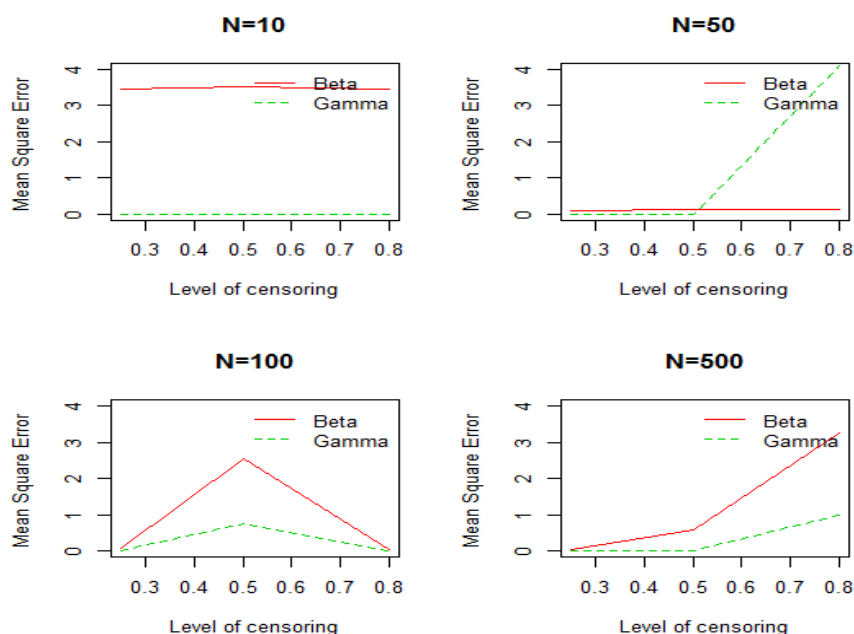 N=10
Mean Square Error
4
3
2
1
0
Beta
Gamma
0.3 0.4 0.5 0.6 0.7 0.8
Level of censoring
N=50
Mean Square Error
4
3
2
1
0
Beta
Gamma
0.3 0.4 0.5 0.6 0.7 0.8
Level of censoring
N=100
Mean Square Error
4
3
2
1
0
Beta
Gamma
0.3 0.4 0.5 0.6 0.7 0.8
Level of censoring
N=500
Mean Square Error
4
3
2
1
0
Beta
Gamma
0.3 0.4 0.5 0.6 0.7 0.8
Level of censoring